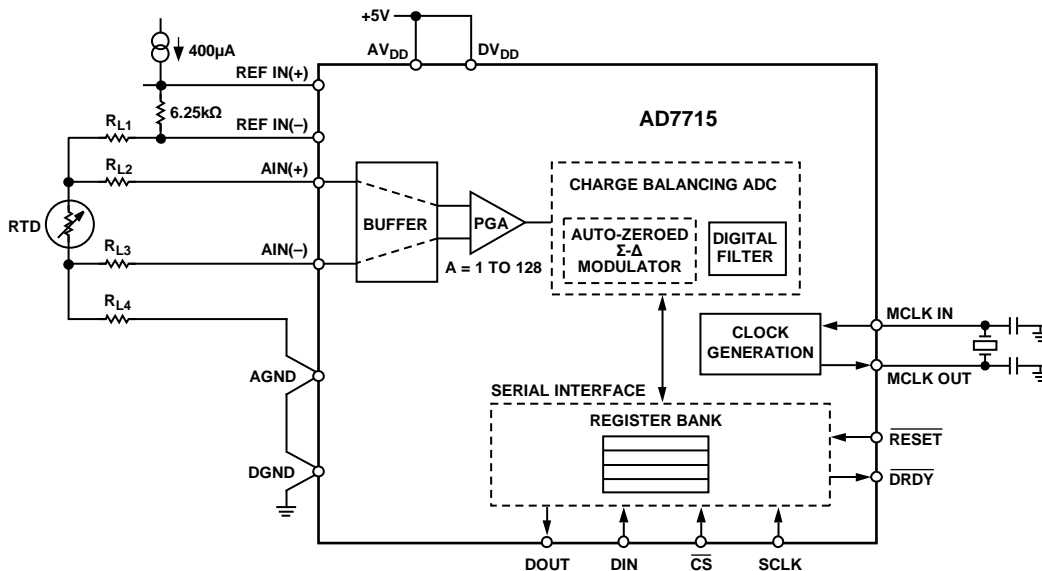 +5V
AVDD
DVDD
400µA
REF IN(+)
6.25kΩ
AD7715
RL1
REF IN(–)
RL2
AIN(+)
CHARGE BALANCING ADC
BUFFER
PGA
AUTO-ZEROED
Σ-Δ
MODULATOR
DIGITAL
FILTER
RTD
RL3
AIN(–)
A = 1 TO 128
RL4
MCLK IN
CLOCK
GENERATION
AGND
MCLK OUT
SERIAL INTERFACE
REGISTER BANK
RESET
DGND
DRDY
DOUT
DIN
CS
SCLK